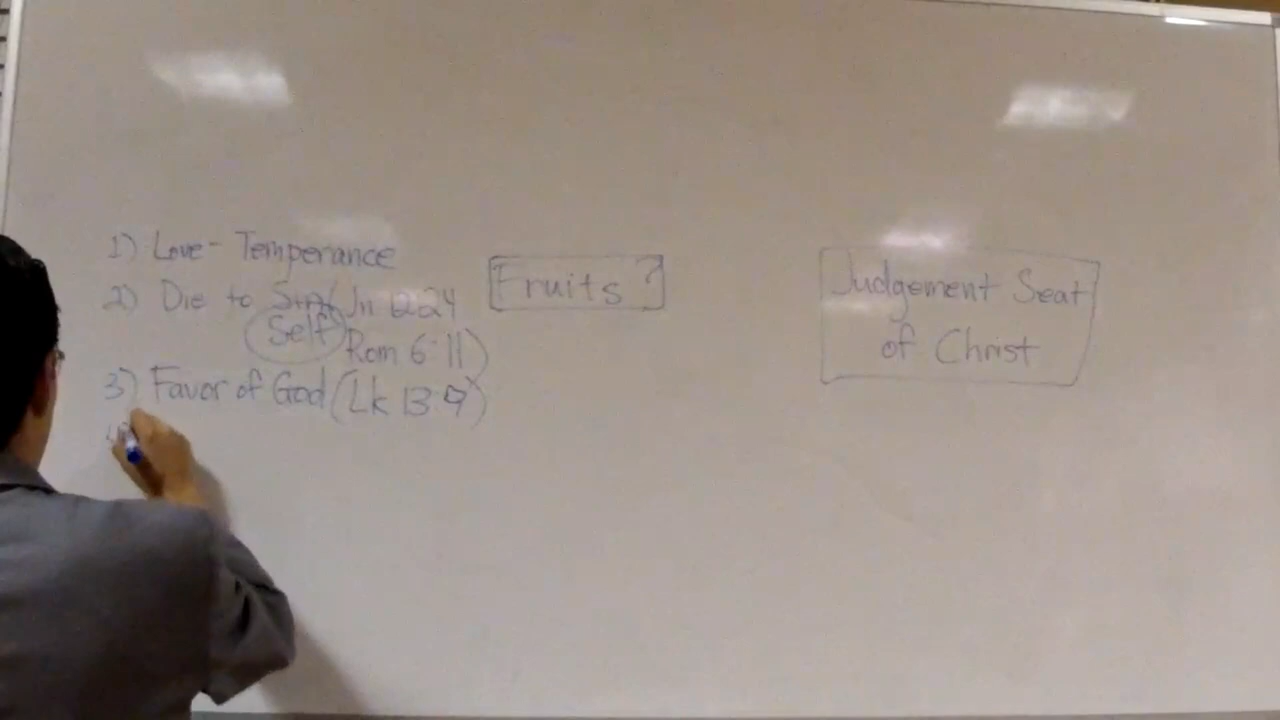 1) Love - Temperance
2) Die to Sin (Jn 12:24
Self Rom 6:11)
3) Favor of God (Lk 13:9)
Fruits?
Judgement Seat
of Christ